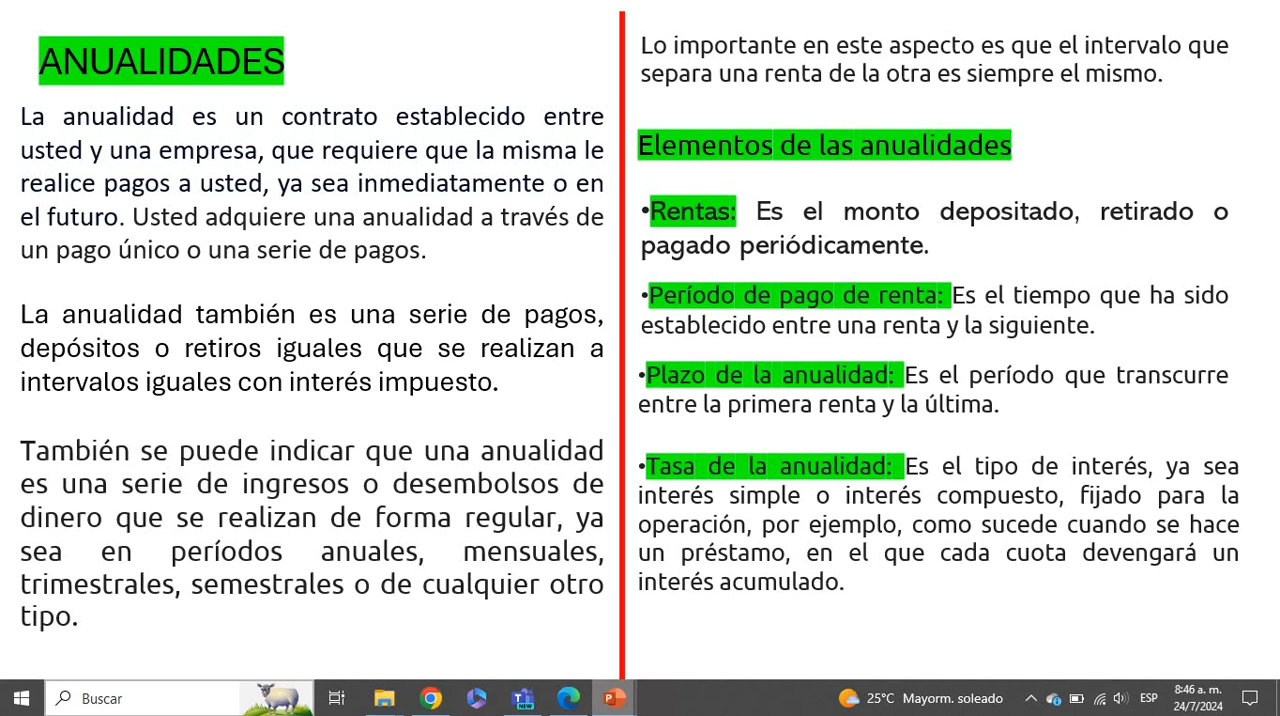 ANUALIDADES
La anualidad es un contrato establecido entre
usted y una empresa, que requiere que la misma le
realice pagos a usted, ya sea inmediatamente o en
el futuro. Usted adquiere una anualidad a través de
un pago único o una serie de pagos.
La anualidad también es una serie de pagos,
depósitos o retiros iguales que se realizan a
intervalos iguales con interés impuesto.
También se puede indicar que una anualidad
es una serie de ingresos o desembolsos de
dinero que se realizan de forma regular, ya
sea en períodos anuales, mensuales,
trimestrales, semestrales o de cualquier otro
tipo.
Lo importante en este aspecto es que el intervalo que
separa una renta de la otra es siempre el mismo.
Elementos de las anualidades
•Rentas: Es el monto depositado, retirado o
pagado periódicamente.
•Período de pago de renta: Es el tiempo que ha sido
establecido entre una renta y la siguiente.
•Plazo de la anualidad: Es el período que transcurre
entre la primera renta y la última.
•Tasa de la anualidad: Es el tipo de interés, ya sea
interés simple o interés compuesto, fijado para la
operación, por ejemplo, como sucede cuando se hace
un préstamo, en el que cada cuota devengará un
interés acumulado.
Buscar
NEW
25°C Mayorm. soleado
ESP
8:46 a. m.
24/7/2024